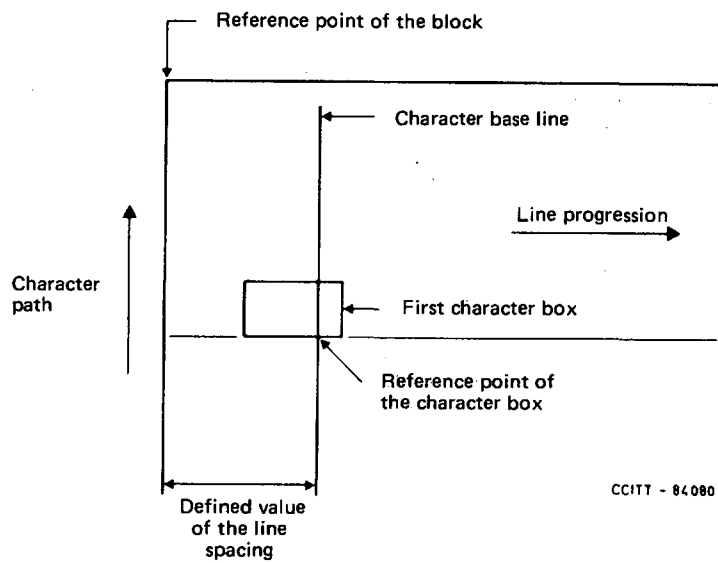 Reference point of the block
Character base line
Line progression
Character
path
First character box
Reference point of
the character box
CCITT - 84080
Defined value
of the line
spacing